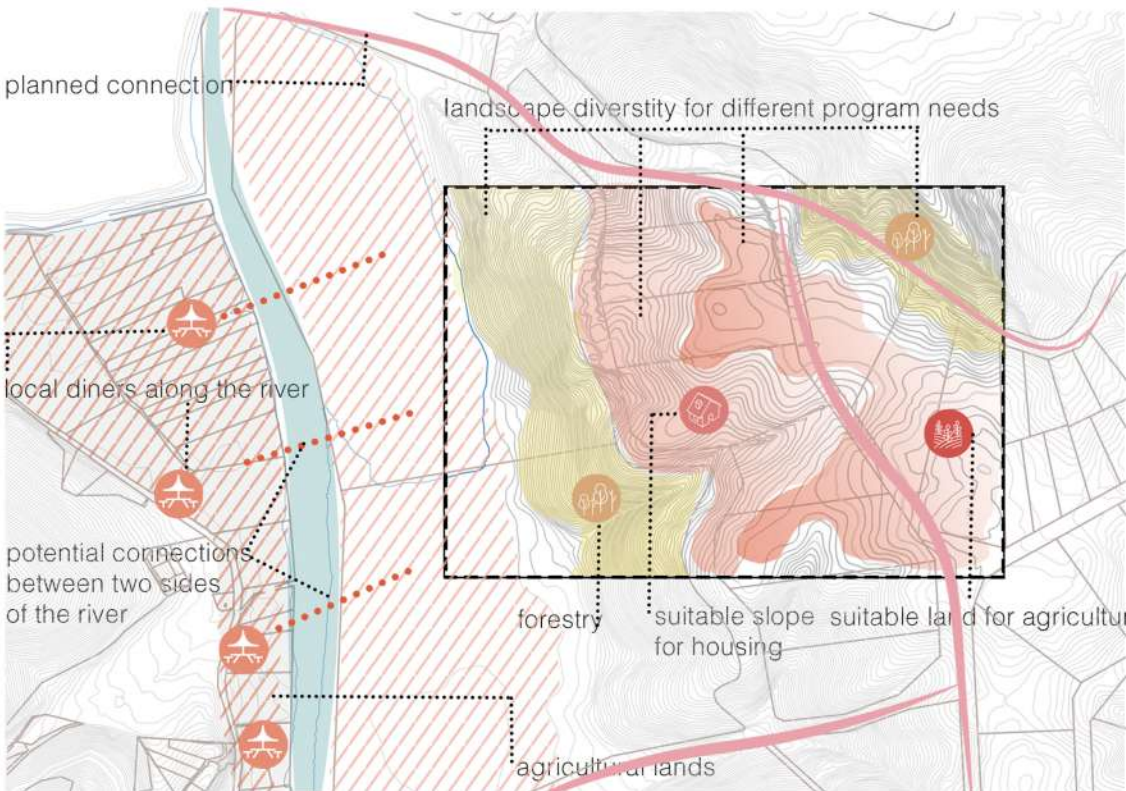 planned connection
landscape diverstity for different program needs
local diners along the river
potential connections
between two sides
of the river
forestry
suitable slope
for housing
suitable land for agricultur
agricultural lands